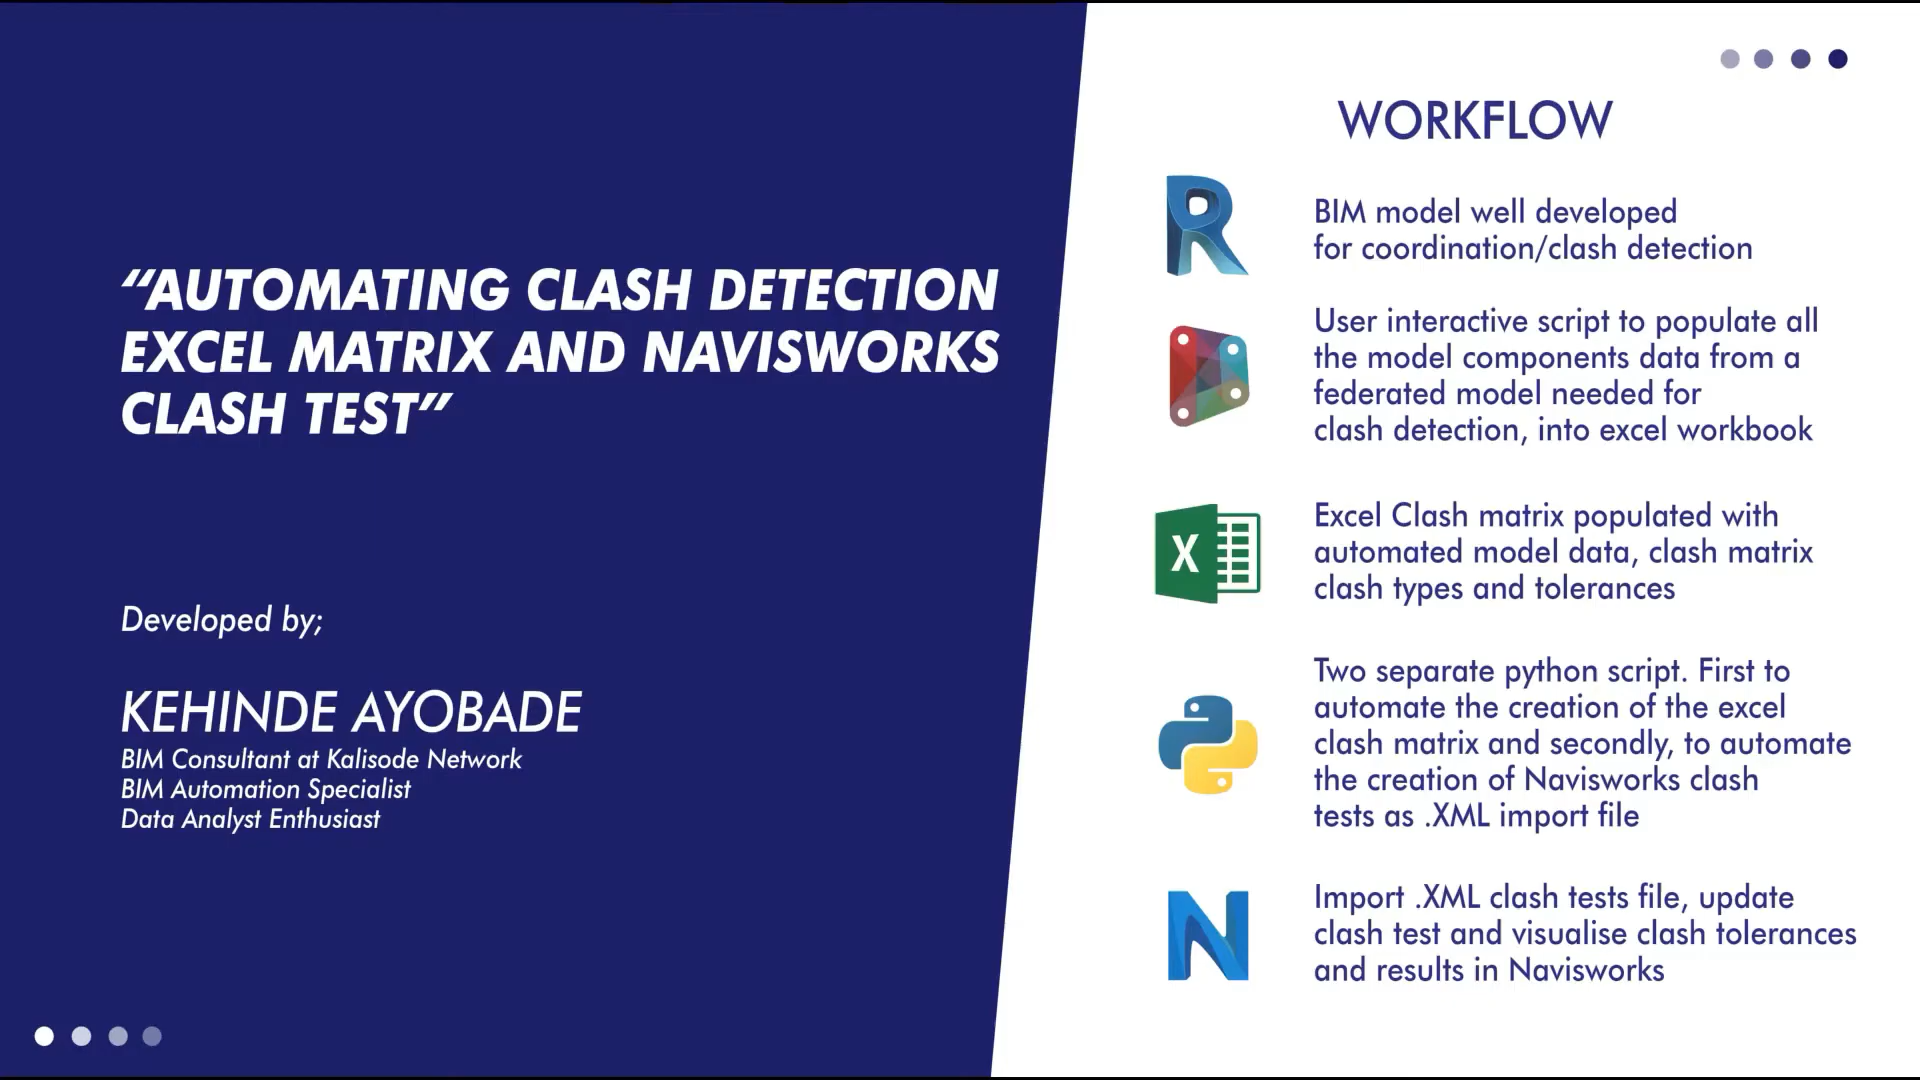 “AUTOMATING CLASH DETECTION
EXCEL MATRIX AND NAVISWORKS
CLASH TEST”
Developed by;
KEHINDE AYOBADE
BIM Consultant at Kalisode Network
BIM Automation Specialist
Data Analyst Enthusiast
WORKFLOW
BIM model well developed
for coordination/clash detection
User interactive script to populate all
the model components data from a
federated model needed for
clash detection, into excel workbook
Excel Clash matrix populated with
automated model data, clash matrix
clash types and tolerances
Two separate python script. First to
automate the creation of the excel
clash matrix and secondly, to automate
the creation of Navisworks clash
tests as .XML import file
Import .XML clash tests file, update
clash test and visualise clash tolerances
and results in Navisworks